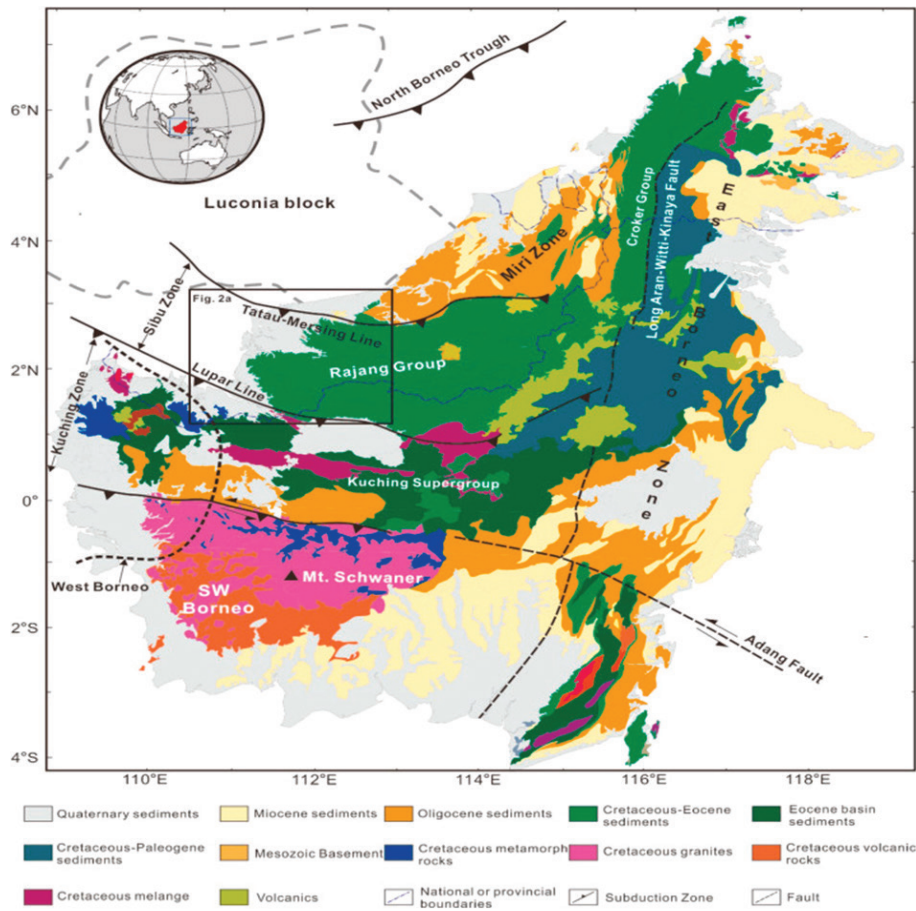 North Borneo Trough
6°N
Luconia block
East
Croker Group
Long Aran-Witti-Kinaya Fault
4°N
Miri Zone
Sibu Zone
Fig. 2a
Tatau-Mersing Line
Borneo
Rajang Group
2°N
Lupar Line
Kuching Zone
Kuching Supergroup
Zone
0°
West Borneo
Mt. Schwaner
SW
Borneo
2°S
Adang Fault
4°S
110°E 112°E 114°E 116°E 118°E
Quaternary sediments Miocene sediments Oligocene sediments Cretaceous-Eocene sediments Eocene basin sediments
Cretaceous-Paleogene sediments Mesozoic Basement Cretaceous metamorph rocks Cretaceous granites Cretaceous volcanic rocks
Cretaceous melange Volcanics National or provincial boundaries Subduction Zone Fault